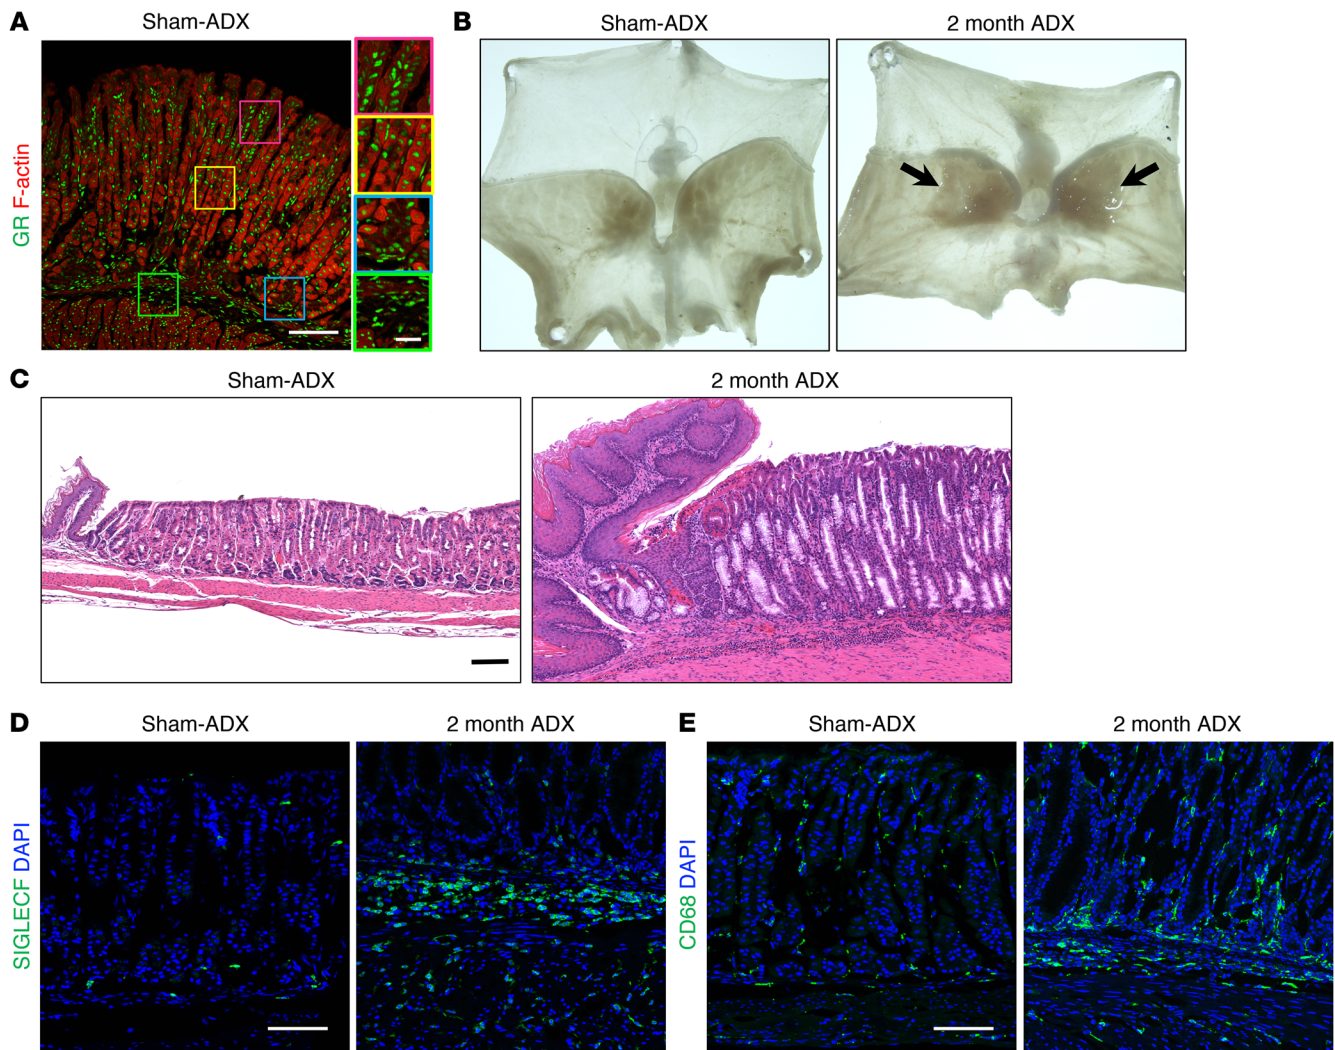 A
Sham-ADX
GR F-actin
B
Sham-ADX
2 month ADX
C
Sham-ADX
2 month ADX
D
Sham-ADX
2 month ADX
SIGLECF DAPI
E
Sham-ADX
2 month ADX
CD68 DAPI